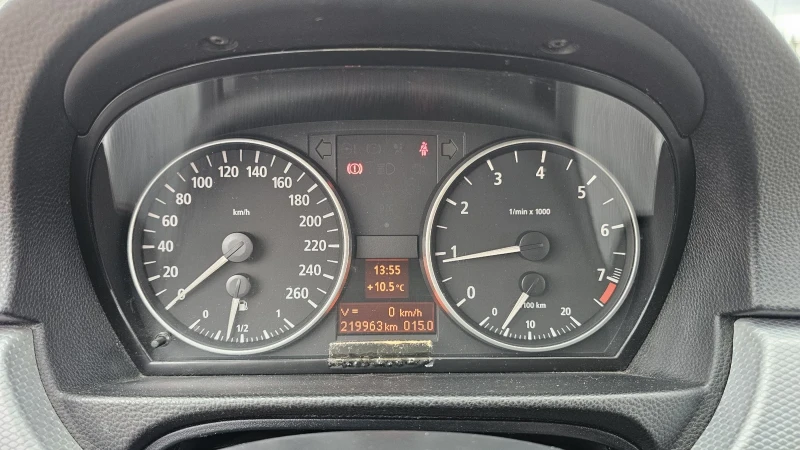 0 20 40 60 80 100 120 140 160 180 200 220 240 260
km/h
0 1/2 1
13:55
+10.5 °C
V = 0 km/h
219963 km 015.0
0 1 2 3 4 5 6 7
1/min x 1000
100 km
0 10 20